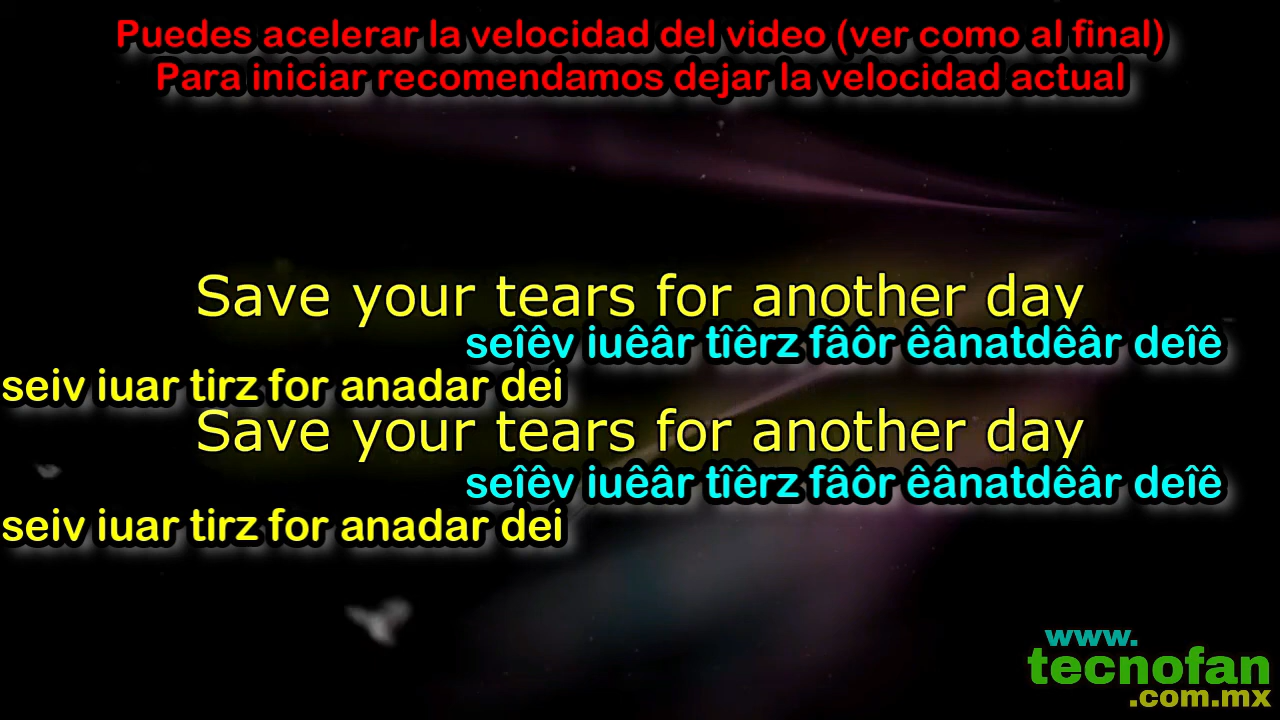 Puedes acelerar la velocidad del video (ver como al final)
Para iniciar recomendamos dejar la velocidad actual
Save your tears for another day
seîêv iuêâr tîêrz fâôr êânatdêâr deîê
seiv iuar tirz for anadar dei
Save your tears for another day
seîêv iuêâr tîêrz fâôr êânatdêâr deîê
seiv iuar tirz for anadar dei
www.
tecnofan
.com.mx